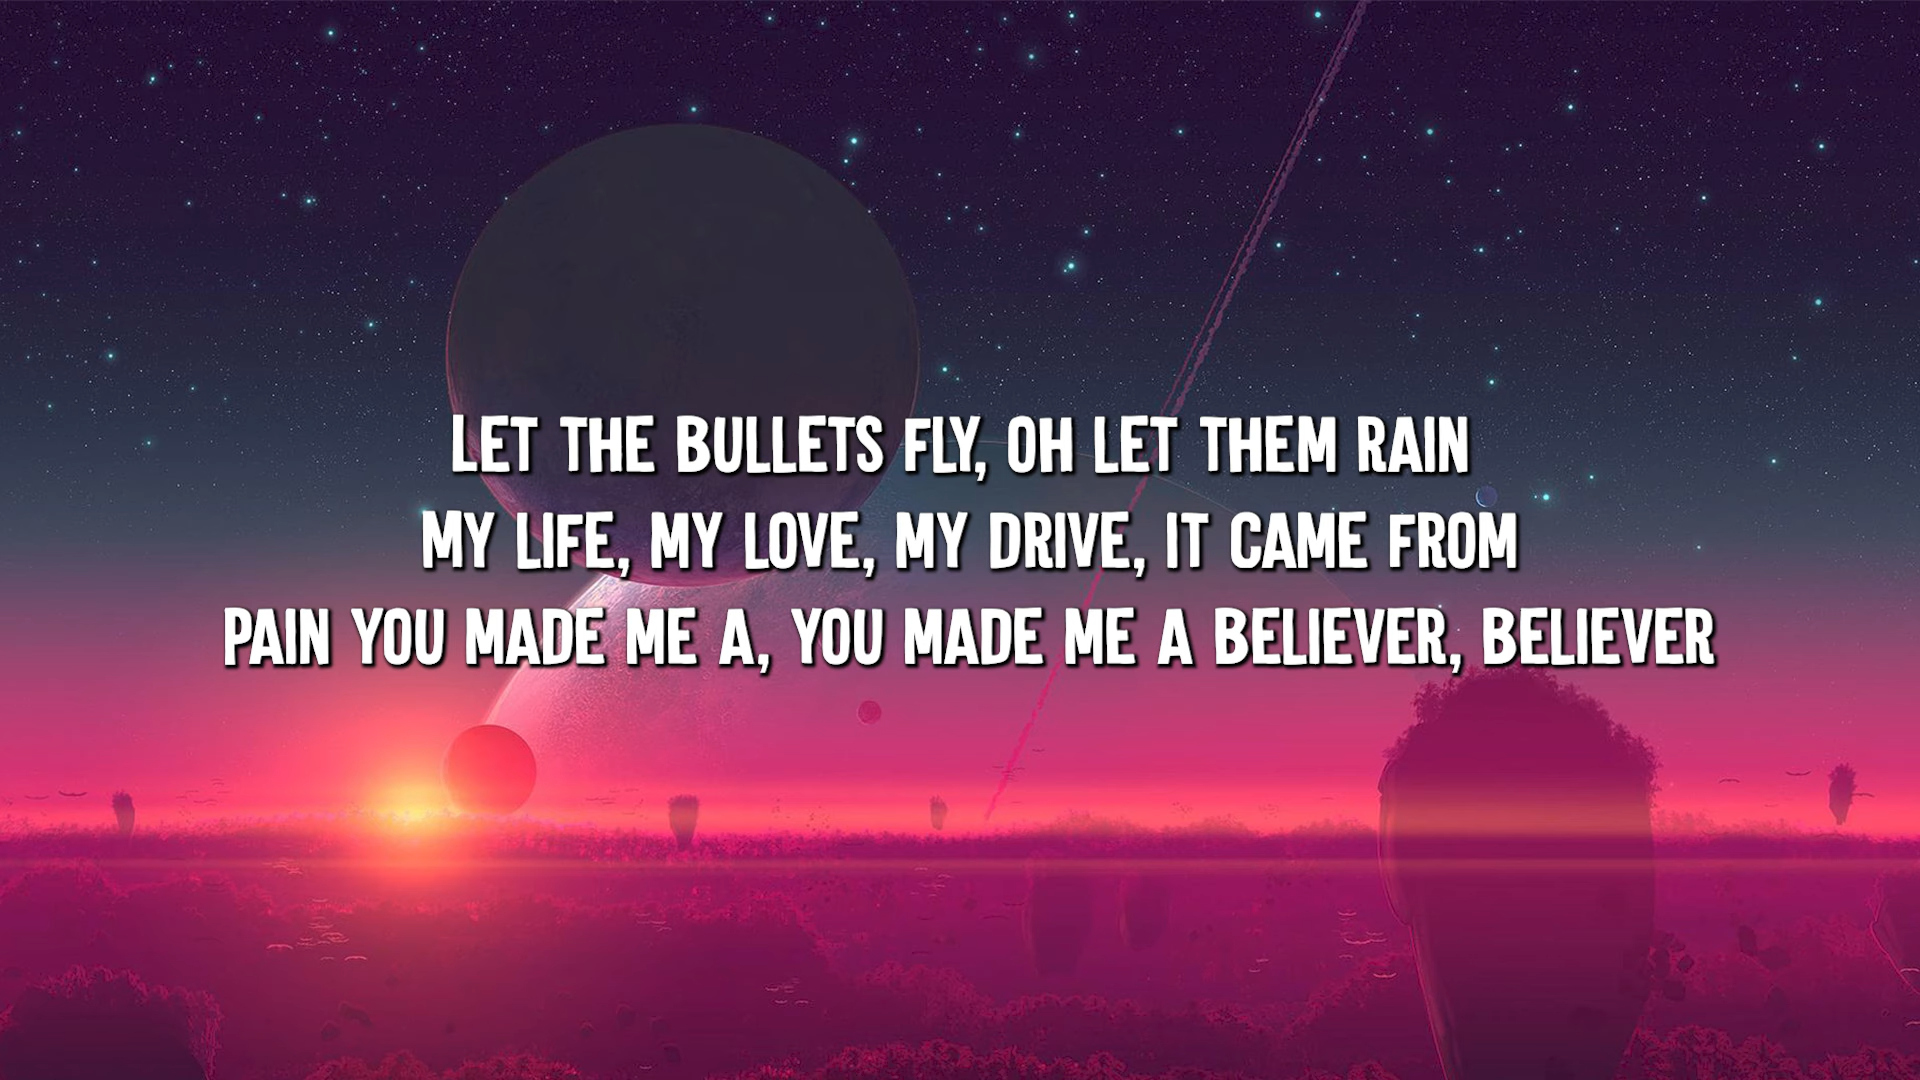 LET THE BULLETS FLY, OH LET THEM RAIN
MY LIFE, MY LOVE, MY DRIVE, IT CAME FROM
PAIN YOU MADE ME A, YOU MADE ME A BELIEVER, BELIEVER